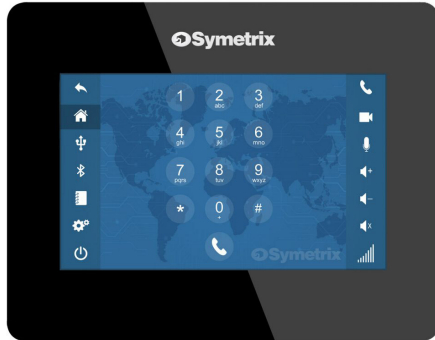 Symetrix
1 2 3
abc def
4 5 6
ghi jkl mno
7 8 9
pqrs tuv wxyz
* 0 #
+
Symetrix